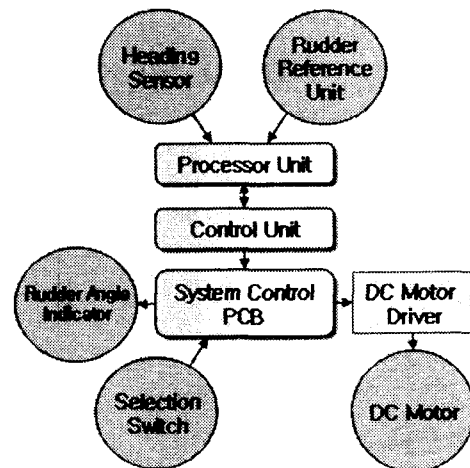 Heading
Sensor
Rudder
Reference
Unit
Processor Unit
Control Unit
Rudder Angle
Indicator
System Control
PCB
DC Motor
Driver
Selection
Switch
DC Motor